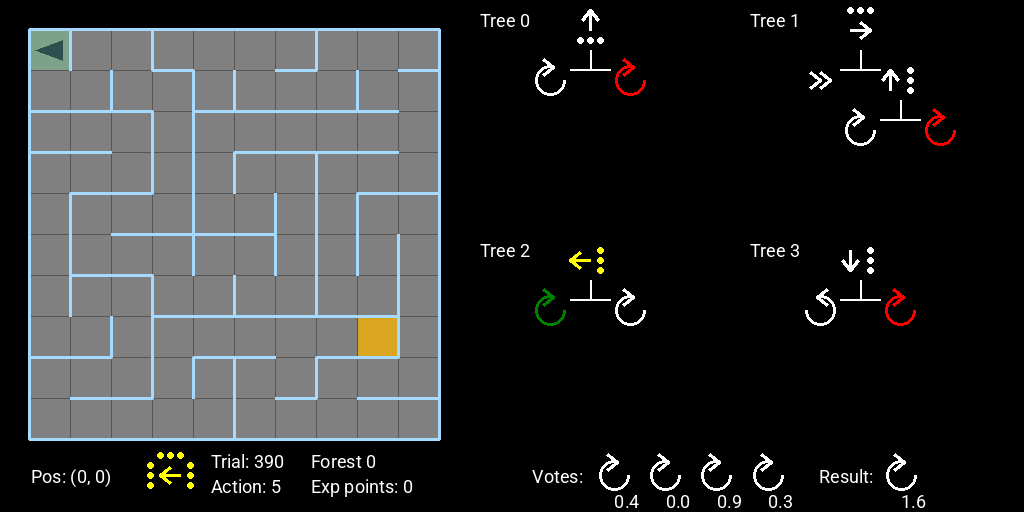 Tree 0
Tree 1
Tree 2
Tree 3
Pos: (0, 0)
Trial: 390
Forest 0
Action: 5
Exp points: 0
Votes:
0.4
0.0
0.9
0.3
Result:
1.6